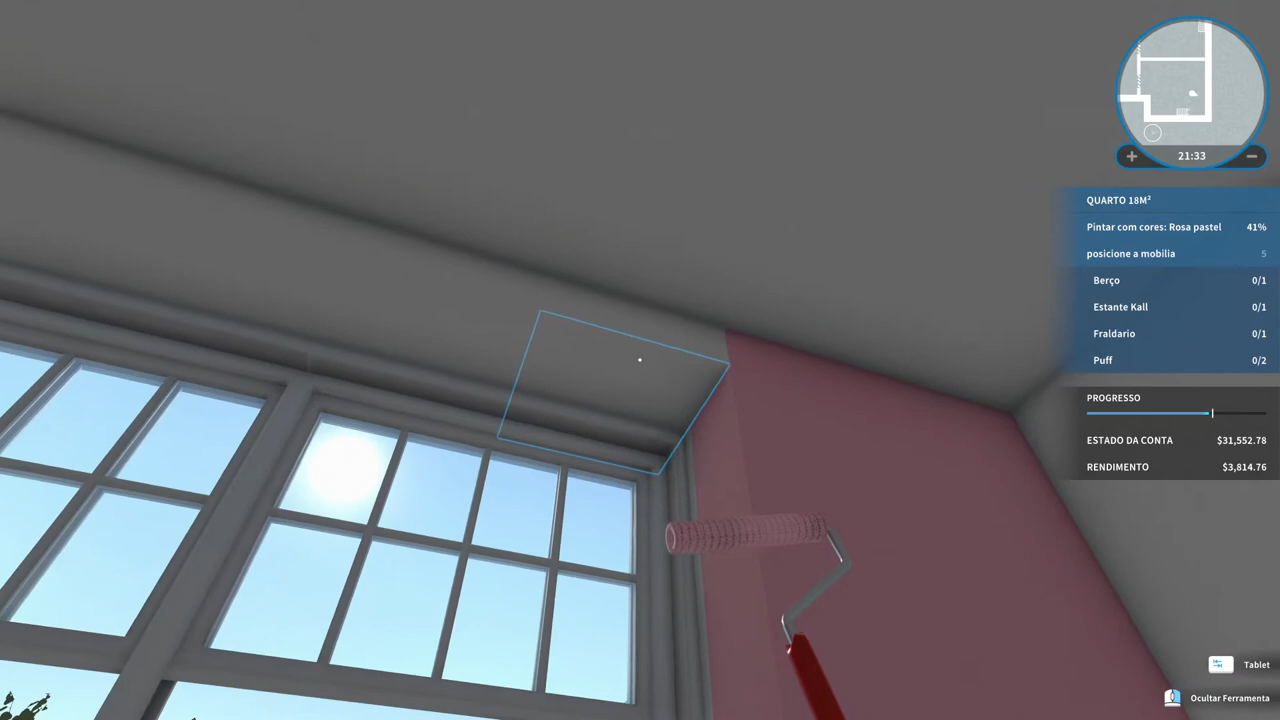 21:33
QUARTO 18M²
Pintar com cores: Rosa pastel 41%
posicione a mobilia 5
Berço 0/1
Estante Kall 0/1
Fraldario 0/1
Puff 0/2
PROGRESSO
ESTADO DA CONTA $31,552.78
RENDIMENTO $3,814.76
Tablet
Ocultar Ferramenta